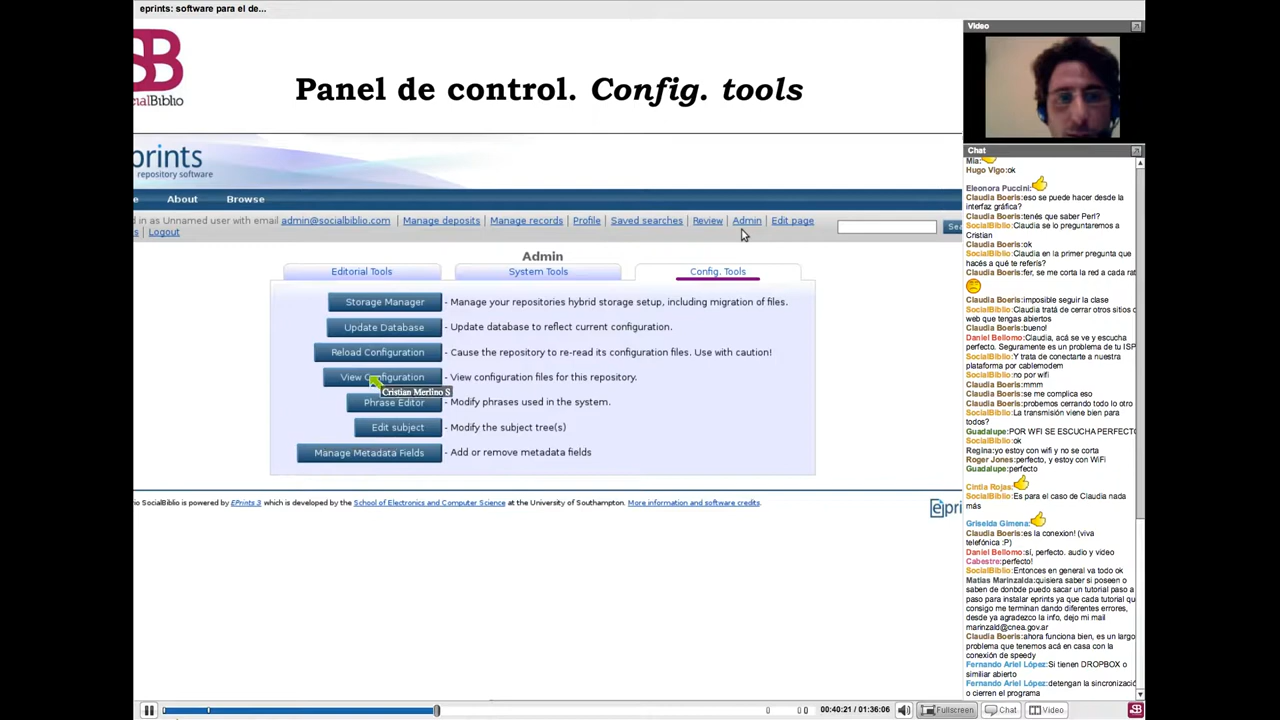 eprints: software para el de...
SB
cialBiblio
Panel de control. Config. tools
prints
repository software
e About Browse
d in as Unnamed user with email admin@socialbiblio.com Manage deposits Manage records Profile Saved searches Review Admin Edit page
s Logout
Sea
Admin
Editorial Tools System Tools Config. Tools
Storage Manager - Manage your repositories hybrid storage setup, including migration of files.
Update Database - Update database to reflect current configuration.
Reload Configuration - Cause the repository to re-read its configuration files. Use with caution!
View Configuration - View configuration files for this repository.
Cristian Merlino S
Phrase Editor - Modify phrases used in the system.
Edit subject - Modify the subject tree(s)
Manage Metadata Fields - Add or remove metadata fields
io SocialBiblio is powered by EPrints 3 which is developed by the School of Electronics and Computer Science at the University of Southampton. More information and software credits.
epri
Video
Chat
Mia:
Hugo Vigo:ok
Eleonora Puccini:
Claudia Boeris:eso se puede hacer desde la
interfaz gráfica?
Claudia Boeris:tenés que saber Perl?
SocialBiblio:Claudia se lo preguntaremos a
Cristian
Claudia Boeris:ok
SocialBiblio:Claudia en la primer pregunta que
hacés a qué te referís?
Claudia Boeris:fer, se me corta la red a cada rat
Claudia Boeris:imposible seguir la clase
SocialBiblio:Claudia tratá de cerrar otros sitios d
web que tengas abiertos
Claudia Boeris:bueno!
Daniel Bellomo:Claudia, acá se ve y escucha
perfecto. Seguramente es un problema de tu ISP
SocialBiblio:Y trata de conectarte a nuestra
plataforma por cablemodem
SocialBiblio:no por wifi
Claudia Boeris:mmm
Claudia Boeris:se me complica eso
Claudia Boeris:probemos cerrando todo lo otro
SocialBiblio:La transmisión viene bien para
todos?
Guadalupe:POR WFI SE ESCUCHA PERFECTO
SocialBiblio:ok
Regina:yo estoy con wifi y no se corta
Roger Jones:perfecto, y estoy con WiFi
Guadalupe:perfecto
Cintia Rojas:
SocialBiblio:Es para el caso de Claudia nada
más
Griselda Gimena:
Claudia Boeris:es la conexion! (viva
telefónica :P)
Daniel Bellomo:sí, perfecto. audio y video
Cabestre:perfecto!
SocialBiblio:Entonces en general va todo ok
Matias Marinzalda:quisiera saber si poseen o
saben de donbde puedo sacar un tutorial paso a
paso para instalar eprints ya que cada tutorial qu
consigo me terminan dando diferentes errores,
desde ya agradezco la info, dejo mi mail
marinzald@cnea.gov.ar
Claudia Boeris:ahora funciona bien, es un largo
problema que tenemos acá en casa con la
conexión de speedy
Fernando Ariel López:Si tienen DROPBOX o
similiar abierto
Fernando Ariel López:detengan la sincronizació
o cierren el programa
00:40:21 / 01:36:06 Fullscreen Chat Video SB